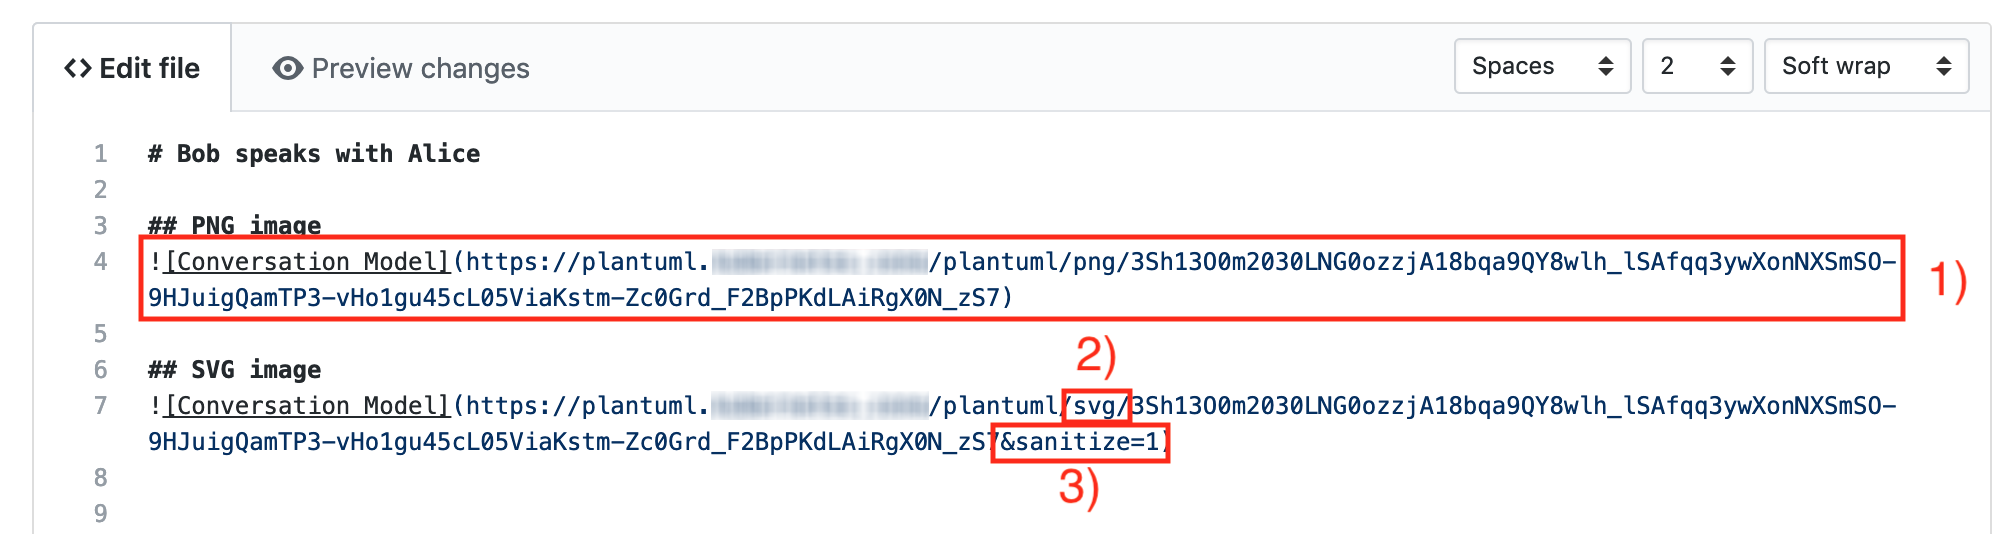 Edit file Preview changes Spaces 2 Soft wrap
1 # Bob speaks with Alice
2
3 ## PNG image
4 ![Conversation Model](https://plantuml. /plantuml/png/3Sh13O0m2030LNG0ozzjA18bqa9QY8wlh_lSAfqq3ywXonNXSmSO-
9HJuigQamTP3-vHo1gu45cL05ViaKstm-Zc0Grd_F2BpPKdLAiRgX0N_zS7)
1)
5
2)
6 ## SVG image
7 ![Conversation Model](https://plantuml. /plantuml/svg/3Sh13O0m2030LNG0ozzjA18bqa9QY8wlh_lSAfqq3ywXonNXSmSO-
9HJuigQamTP3-vHo1gu45cL05ViaKstm-Zc0Grd_F2BpPKdLAiRgX0N_zS7&sanitize=1)
8
3)
9